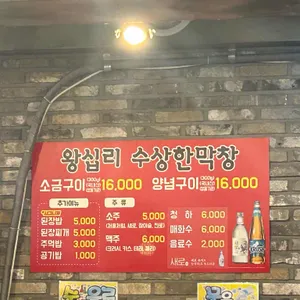 왕십리 수상한막창
소금구이 16,000 양념구이 16,000
추가메뉴
된장밥 5,000
된장찌개 5,000
주먹밥 3,000
공기밥 1,000
주 류
소주 5,000
맥주 6,000
청 하 6,000
매화수 6,000
음료수 2,000